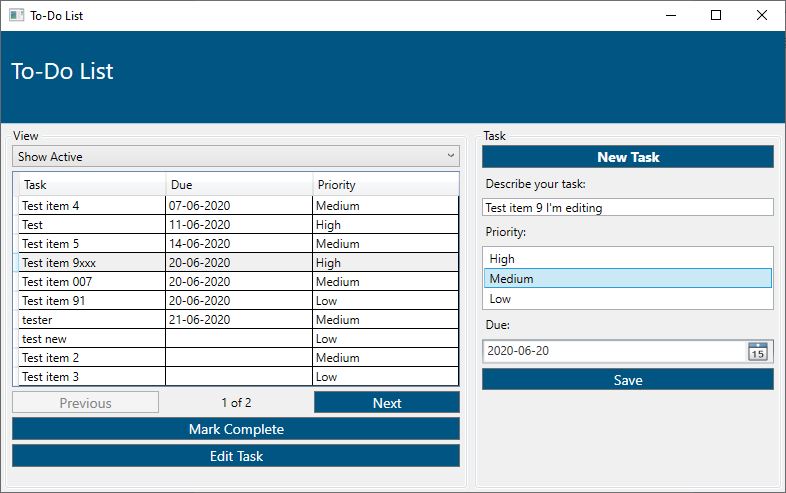 To-Do List
To-Do List
View
Show Active
Task Due Priority
Test item 4 07-06-2020 Medium
Test 11-06-2020 High
Test item 5 14-06-2020 Medium
Test item 9xxx 20-06-2020 High
Test item 007 20-06-2020 Medium
Test item 91 20-06-2020 Low
tester 21-06-2020 Medium
test new Low
Test item 2 Medium
Test item 3 Low
Previous 1 of 2 Next
Mark Complete
Edit Task
Task
New Task
Describe your task:
Test item 9 I'm editing
Priority:
High
Medium
Low
Due:
2020-06-20 15
Save